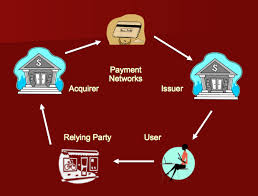 Payment
Networks
Acquirer
Issuer
Relying Party
User
$
$